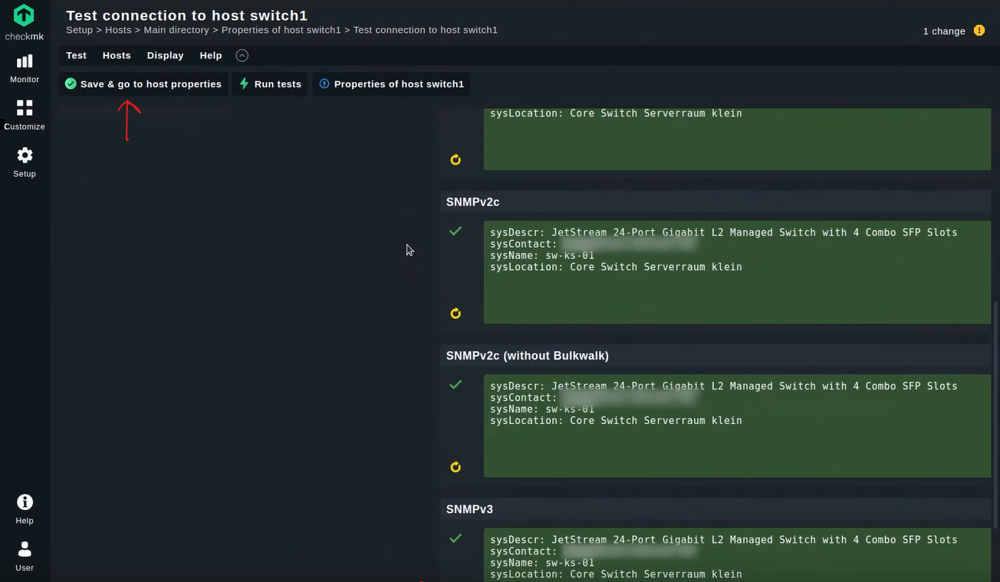 Test connection to host switch1
Setup > Hosts > Main directory > Properties of host switch1 > Test connection to host switch1
1 change
checkmk
Monitor
Customize
Setup
Help
User
Test Hosts Display Help
Save & go to host properties Run tests Properties of host switch1
sysLocation: Core Switch Serverraum klein
SNMPv2c
sysDescr: JetStream 24-Port Gigabit L2 Managed Switch with 4 Combo SFP Slots
sysContact:
sysName: sw-ks-01
sysLocation: Core Switch Serverraum klein
SNMPv2c (without Bulkwalk)
sysDescr: JetStream 24-Port Gigabit L2 Managed Switch with 4 Combo SFP Slots
sysContact:
sysName: sw-ks-01
sysLocation: Core Switch Serverraum klein
SNMPv3
sysDescr: JetStream 24-Port Gigabit L2 Managed Switch with 4 Combo SFP Slots
sysContact:
sysName: sw-ks-01
sysLocation: Core Switch Serverraum klein